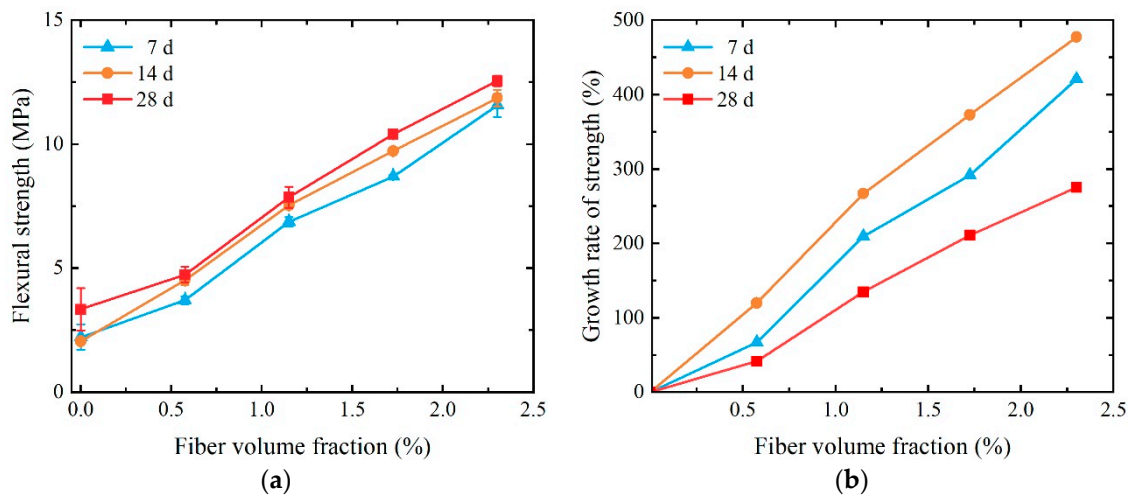 15
10
5
0
Flexural strength (MPa)
7 d
14 d
28 d
0.0 0.5 1.0 1.5 2.0 2.5
Fiber volume fraction (%)
(a)
500
400
300
200
100
0
Growth rate of strength (%)
7 d
14 d
28 d
0.5 1.0 1.5 2.0 2.5
Fiber volume fraction (%)
(b)